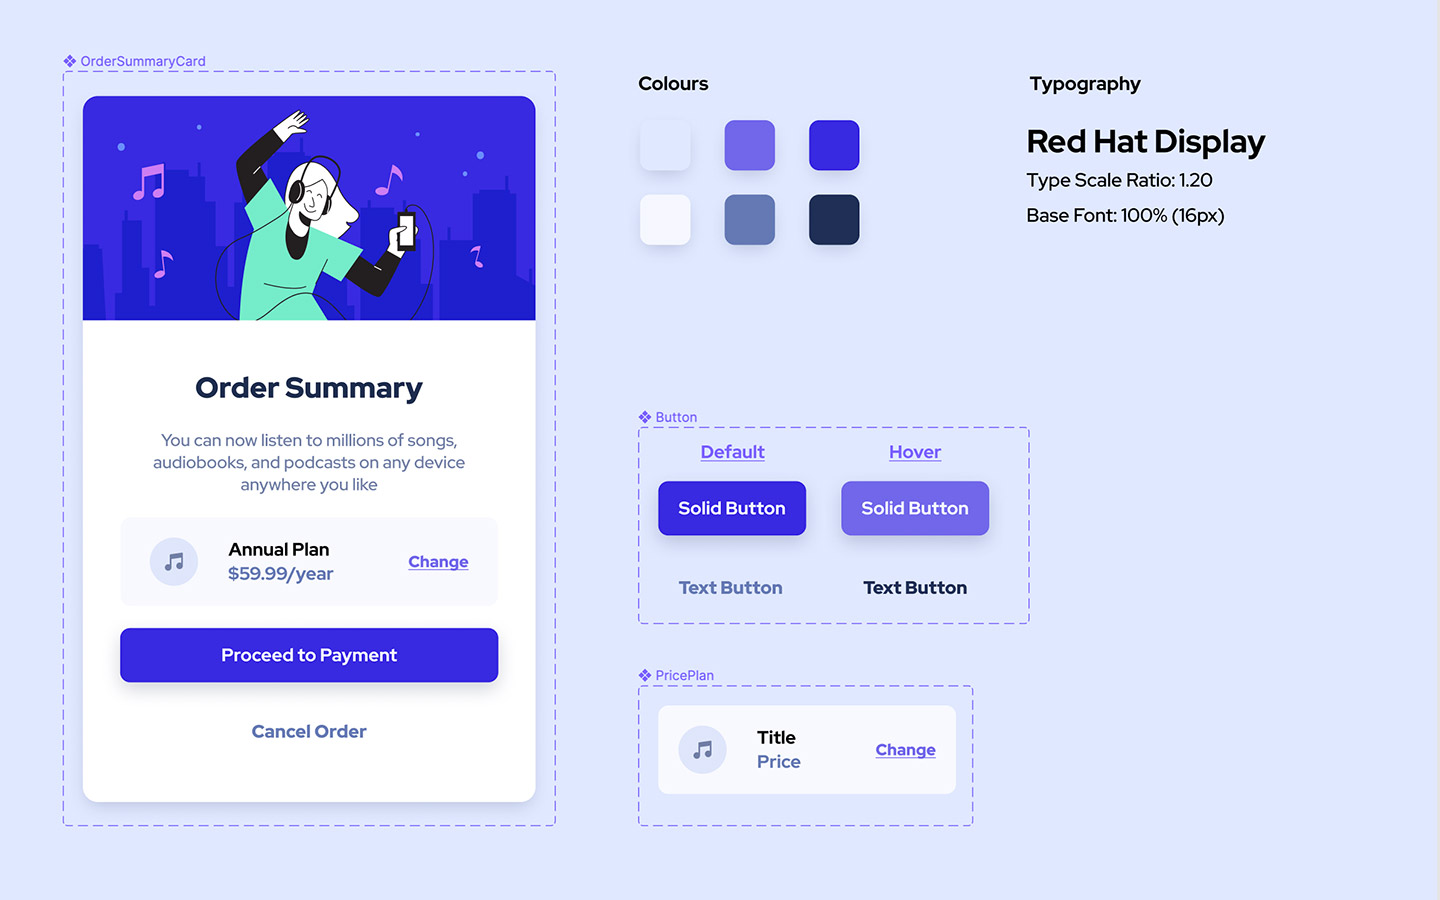 OrderSummaryCard
Order Summary
You can now listen to millions of songs,
audiobooks, and podcasts on any device
anywhere you like
Annual Plan
$59.99/year
Change
Proceed to Payment
Cancel Order
Colours
Typography
Red Hat Display
Type Scale Ratio: 1.20
Base Font: 100% (16px)
Button
Default
Hover
Solid Button
Solid Button
Text Button
Text Button
PricePlan
Title
Price
Change